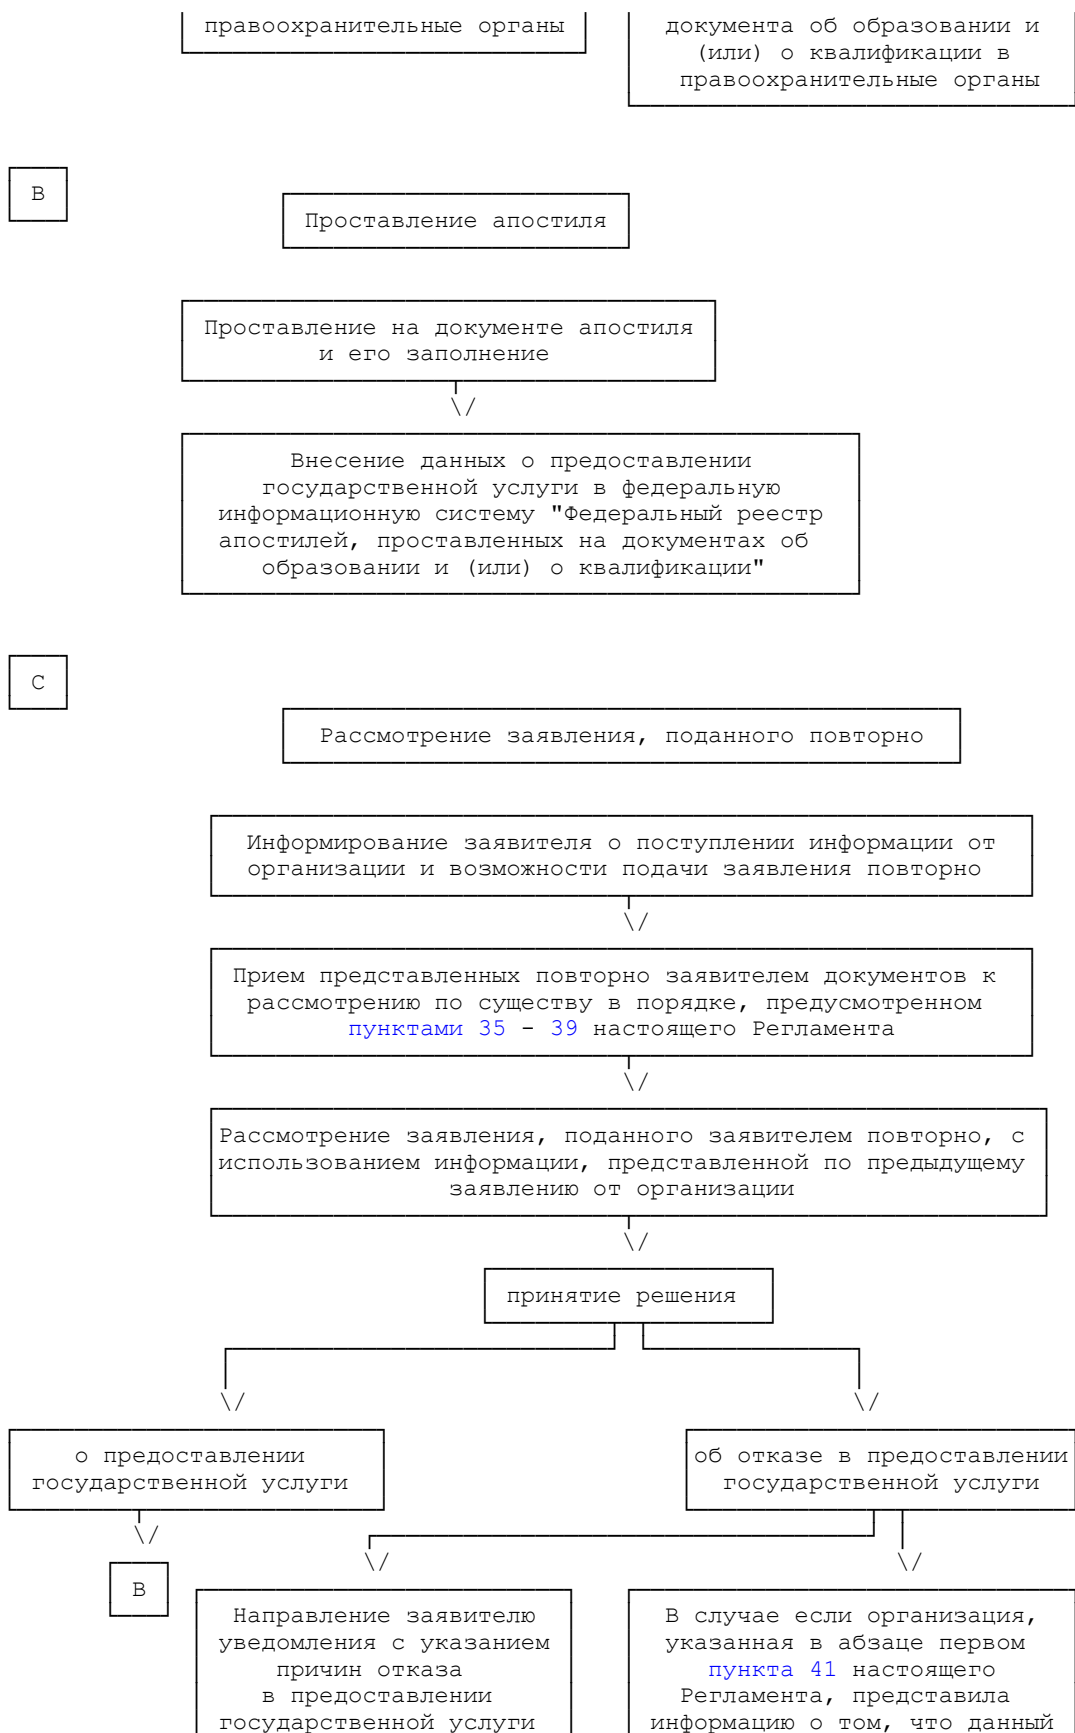 правоохранительные органы
документа об образовании и
(или) о квалификации в
правоохранительные органы
B
Проставление апостиля
Проставление на документе апостиля
и его заполнение
\/
Внесение данных о предоставлении
государственной услуги в федеральную
информационную систему "Федеральный реестр
апостилей, проставленных на документах об
образовании и (или) о квалификации"
C
Рассмотрение заявления, поданного повторно
Информирование заявителя о поступлении информации от
организации и возможности подачи заявления повторно
\/
Прием представленных повторно заявителем документов к
рассмотрению по существу в порядке, предусмотренном
пунктами 35 - 39 настоящего Регламента
\/
Рассмотрение заявления, поданного заявителем повторно, с
использованием информации, представленной по предыдущему
заявлению от организации
\/
принятие решения
\/ \/
о предоставлении
государственной услуги
об отказе в предоставлении
государственной услуги
\/ \/ \/
B
Направление заявителю
уведомления с указанием
причин отказа
в предоставлении
государственной услуги
В случае если организация,
указанная в абзаце первом
пункта 41 настоящего
Регламента, представила
информацию о том, что данный